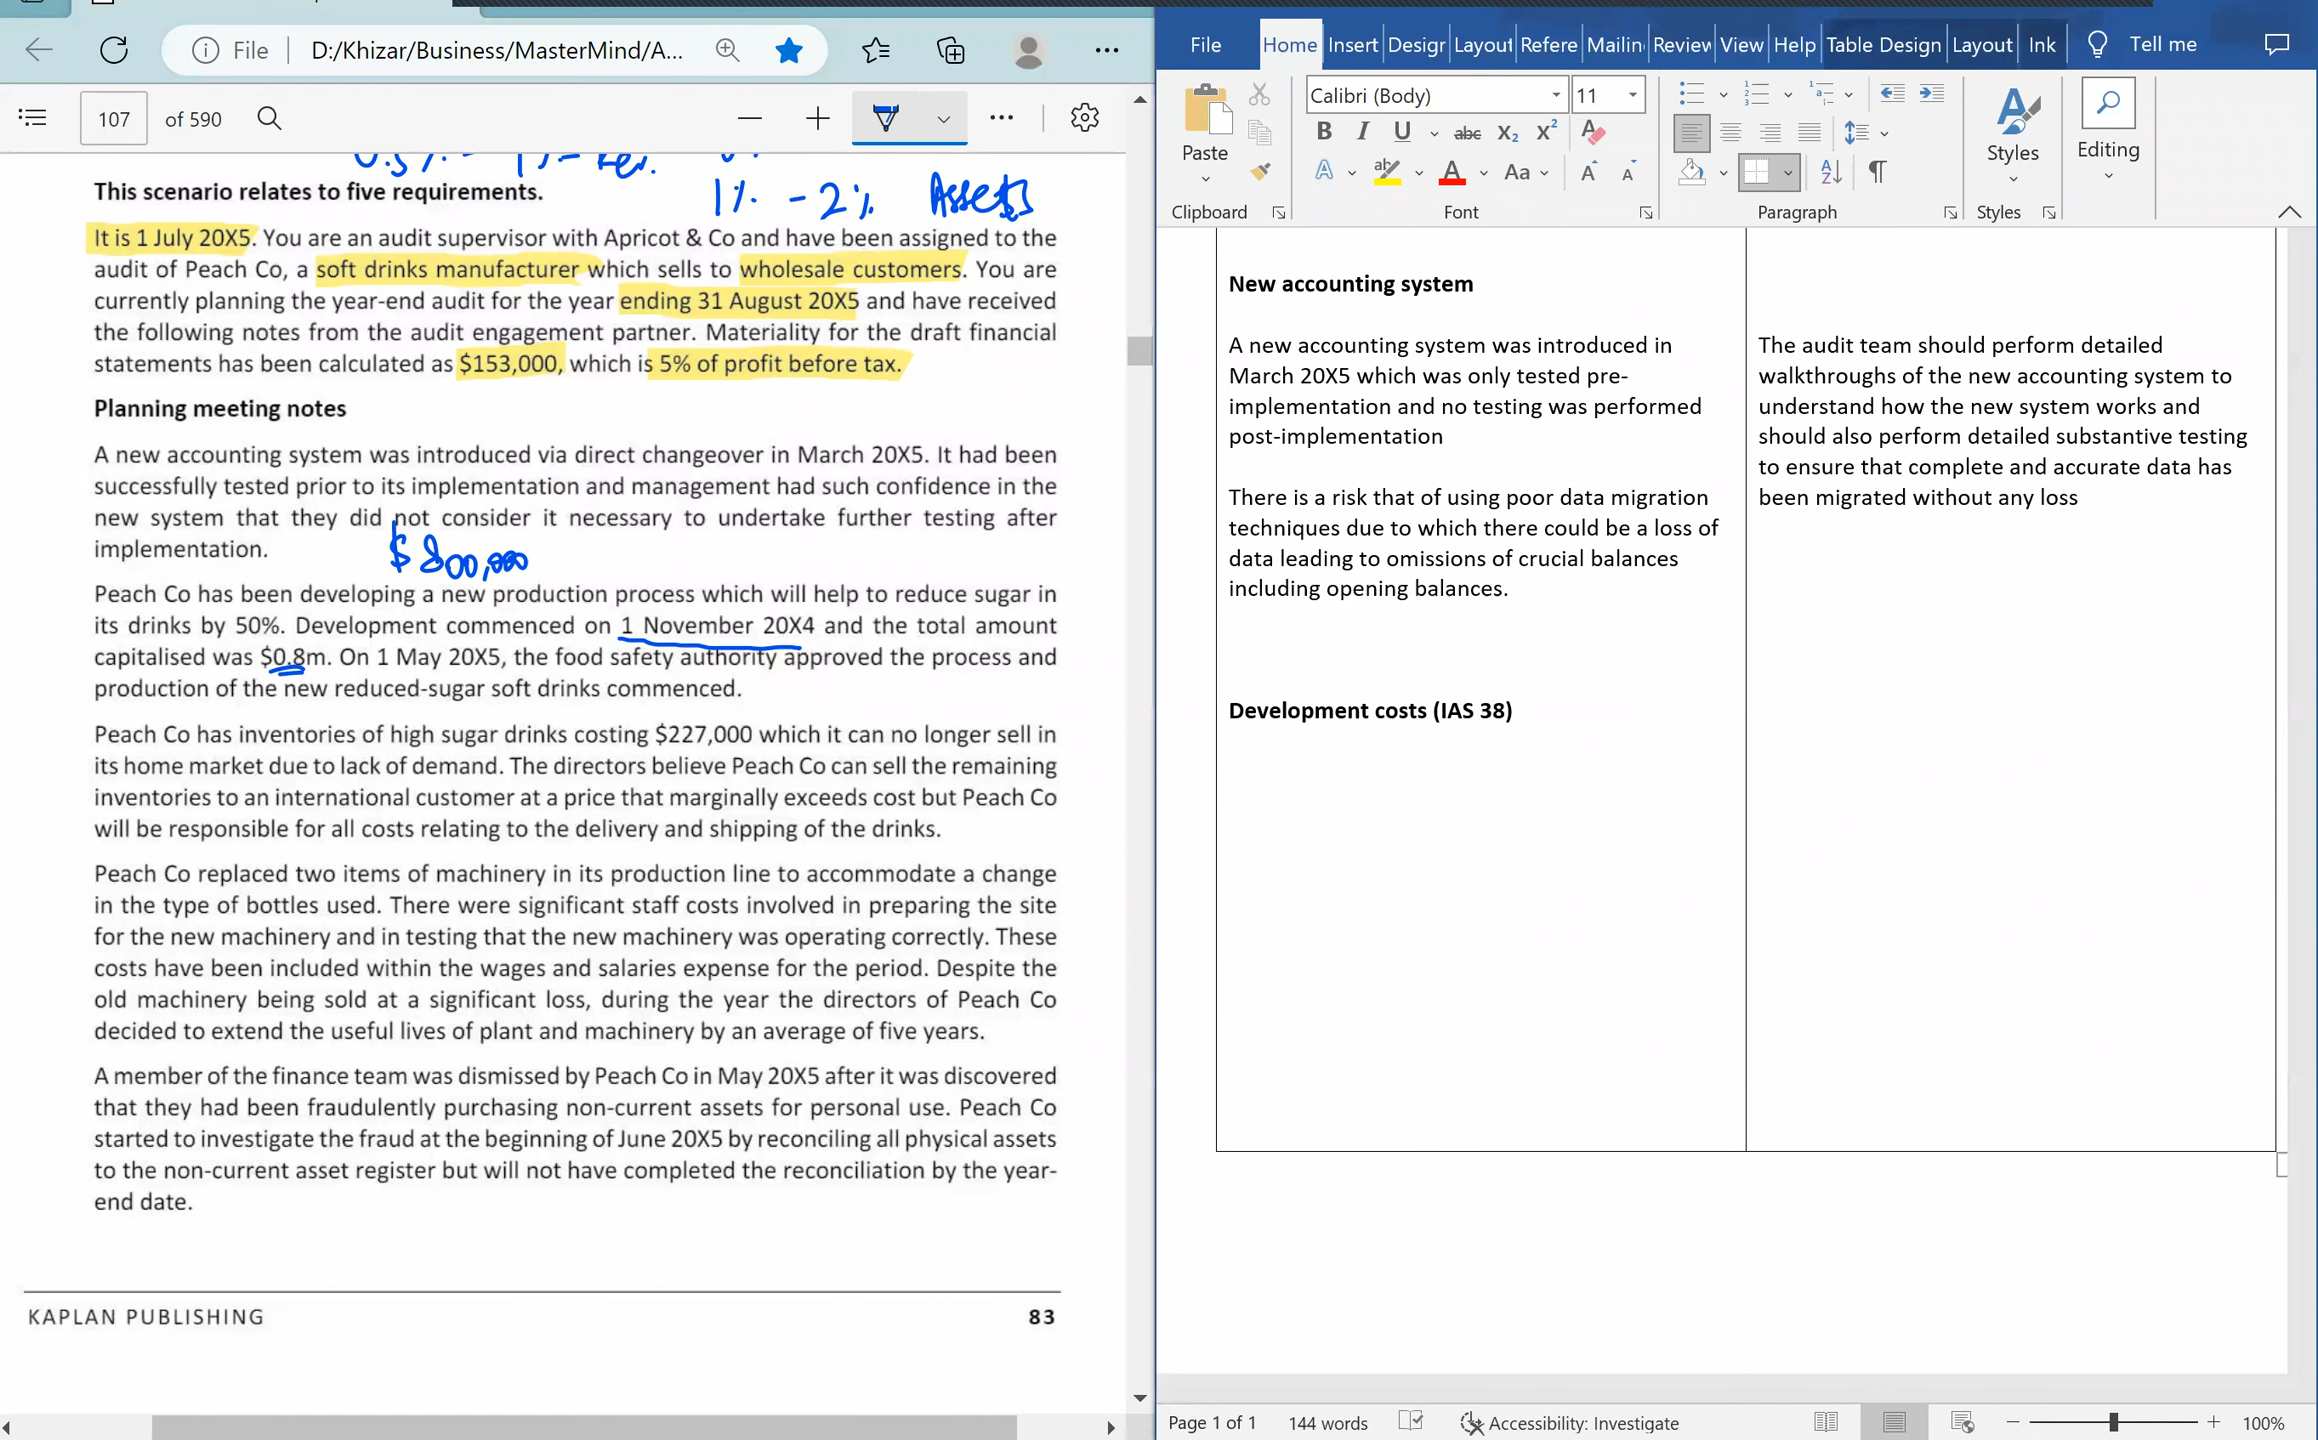 File
D:/Khizar/Business/MasterMind/A...
107 of 590
1% - 2% Assets
This scenario relates to five requirements.
It is 1 July 20X5. You are an audit supervisor with Apricot & Co and have been assigned to the
audit of Peach Co, a soft drinks manufacturer which sells to wholesale customers. You are
currently planning the year-end audit for the year ending 31 August 20X5 and have received
the following notes from the audit engagement partner. Materiality for the draft financial
statements has been calculated as $153,000, which is 5% of profit before tax.
Planning meeting notes
A new accounting system was introduced via direct changeover in March 20X5. It had been
successfully tested prior to its implementation and management had such confidence in the
new system that they did not consider it necessary to undertake further testing after
implementation.
$ 800,000
Peach Co has been developing a new production process which will help to reduce sugar in
its drinks by 50%. Development commenced on 1 November 20X4 and the total amount
capitalised was $0.8m. On 1 May 20X5, the food safety authority approved the process and
production of the new reduced-sugar soft drinks commenced.
Peach Co has inventories of high sugar drinks costing $227,000 which it can no longer sell in
its home market due to lack of demand. The directors believe Peach Co can sell the remaining
inventories to an international customer at a price that marginally exceeds cost but Peach Co
will be responsible for all costs relating to the delivery and shipping of the drinks.
Peach Co replaced two items of machinery in its production line to accommodate a change
in the type of bottles used. There were significant staff costs involved in preparing the site
for the new machinery and in testing that the new machinery was operating correctly. These
costs have been included within the wages and salaries expense for the period. Despite the
old machinery being sold at a significant loss, during the year the directors of Peach Co
decided to extend the useful lives of plant and machinery by an average of five years.
A member of the finance team was dismissed by Peach Co in May 20X5 after it was discovered
that they had been fraudulently purchasing non-current assets for personal use. Peach Co
started to investigate the fraud at the beginning of June 20X5 by reconciling all physical assets
to the non-current asset register but will not have completed the reconciliation by the year-
end date.
KAPLAN PUBLISHING 83
File Home Insert Desigr Layout Refere Mailin Review View Help Table Design Layout Ink Tell me
Calibri (Body) 11
Paste
B I U abc X₂ X² A
Aa
Styles
Editing
Clipboard Font Paragraph Styles
New accounting system
A new accounting system was introduced in
March 20X5 which was only tested pre-
implementation and no testing was performed
post-implementation
There is a risk that of using poor data migration
techniques due to which there could be a loss of
data leading to omissions of crucial balances
including opening balances.
Development costs (IAS 38)
The audit team should perform detailed
walkthroughs of the new accounting system to
understand how the new system works and
should also perform detailed substantive testing
to ensure that complete and accurate data has
been migrated without any loss
Page 1 of 1 144 words Accessibility: Investigate 100%